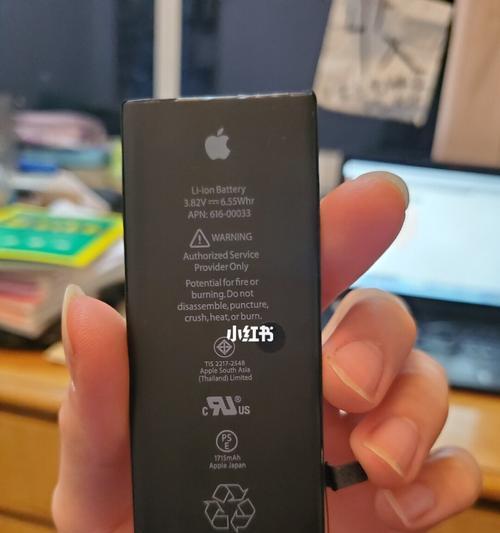 Li-ion Battery
3.82V ⎓ 6.55Whr
APN: 616-00033
WARNING
Authorized Service
Provider Only
Potential for fire or
burning. Do not
disassemble, puncture,
crush, heat, or burn.
小红书
TIS 2217-2548
Apple South Asia
(Thailand) Limited
c RU® US
PS
E
1715mAh
Apple Japan